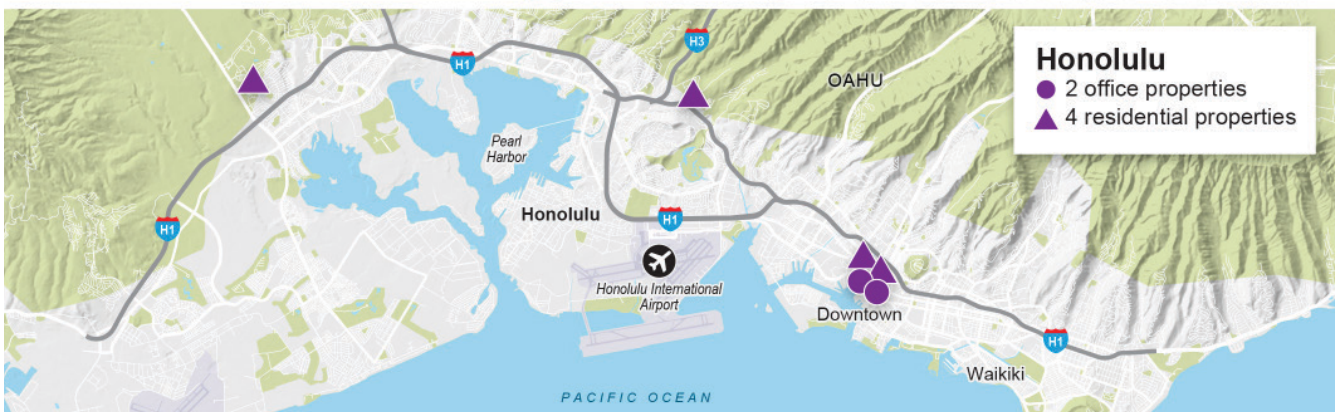 Honolulu
2 office properties
4 residential properties
H3
H1
OAHU
Pearl
Harbor
Honolulu
H1
H1
Honolulu International
Airport
Downtown
H1
Waikiki
PACIFIC OCEAN